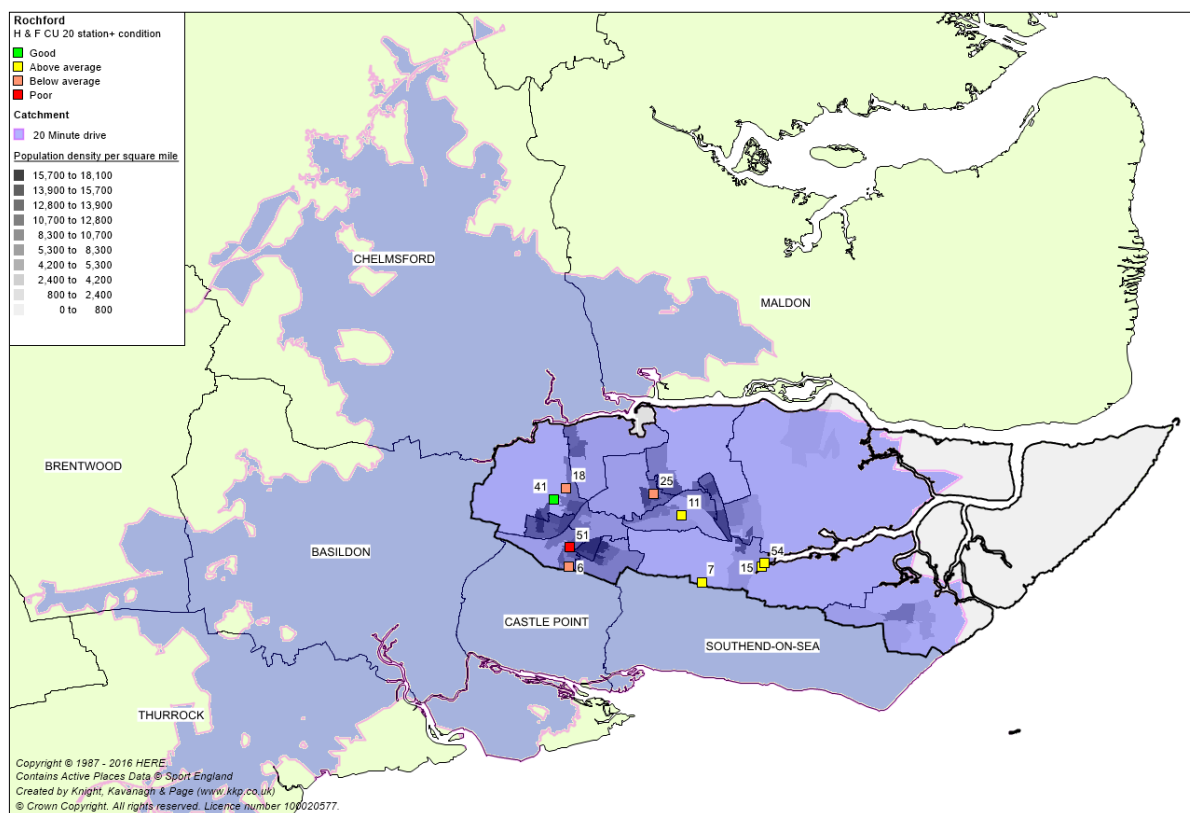 Rochford
H & F CU 20 station+ condition
Good
Above average
Below average
Poor
Catchment
20 Minute drive
Population density per square mile
15,700 to 18,100
13,900 to 15,700
12,800 to 13,900
10,700 to 12,800
8,300 to 10,700
5,300 to 8,300
4,200 to 5,300
2,400 to 4,200
800 to 2,400
0 to 800
CHELMSFORD
MALDON
BRENTWOOD
18
41
25
11
51
BASILDON
54
6
7
15
CASTLE POINT
SOUTHEND-ON-SEA
THURROCK
Copyright © 1987 - 2016 HERE.
Contains Active Places Data © Sport England
Created by Knight, Kavanagh & Page (www.kkp.co.uk)
© Crown Copyright. All rights reserved. Licence number 100020577.